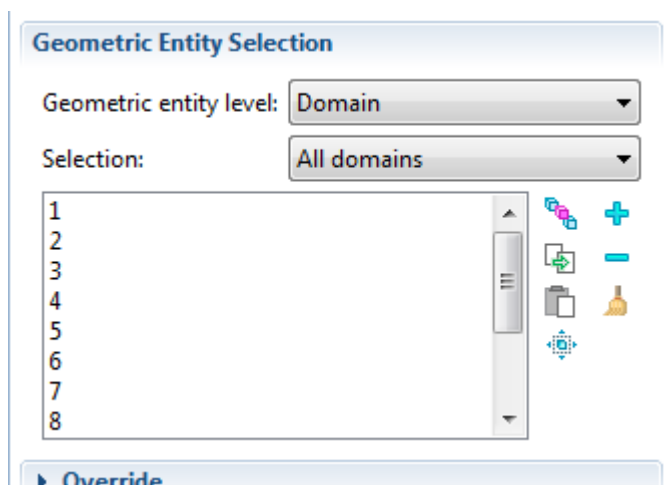 Geometric Entity Selection
Geometric entity level: Domain
Selection: All domains
1
2
3
4
5
6
7
8
Override